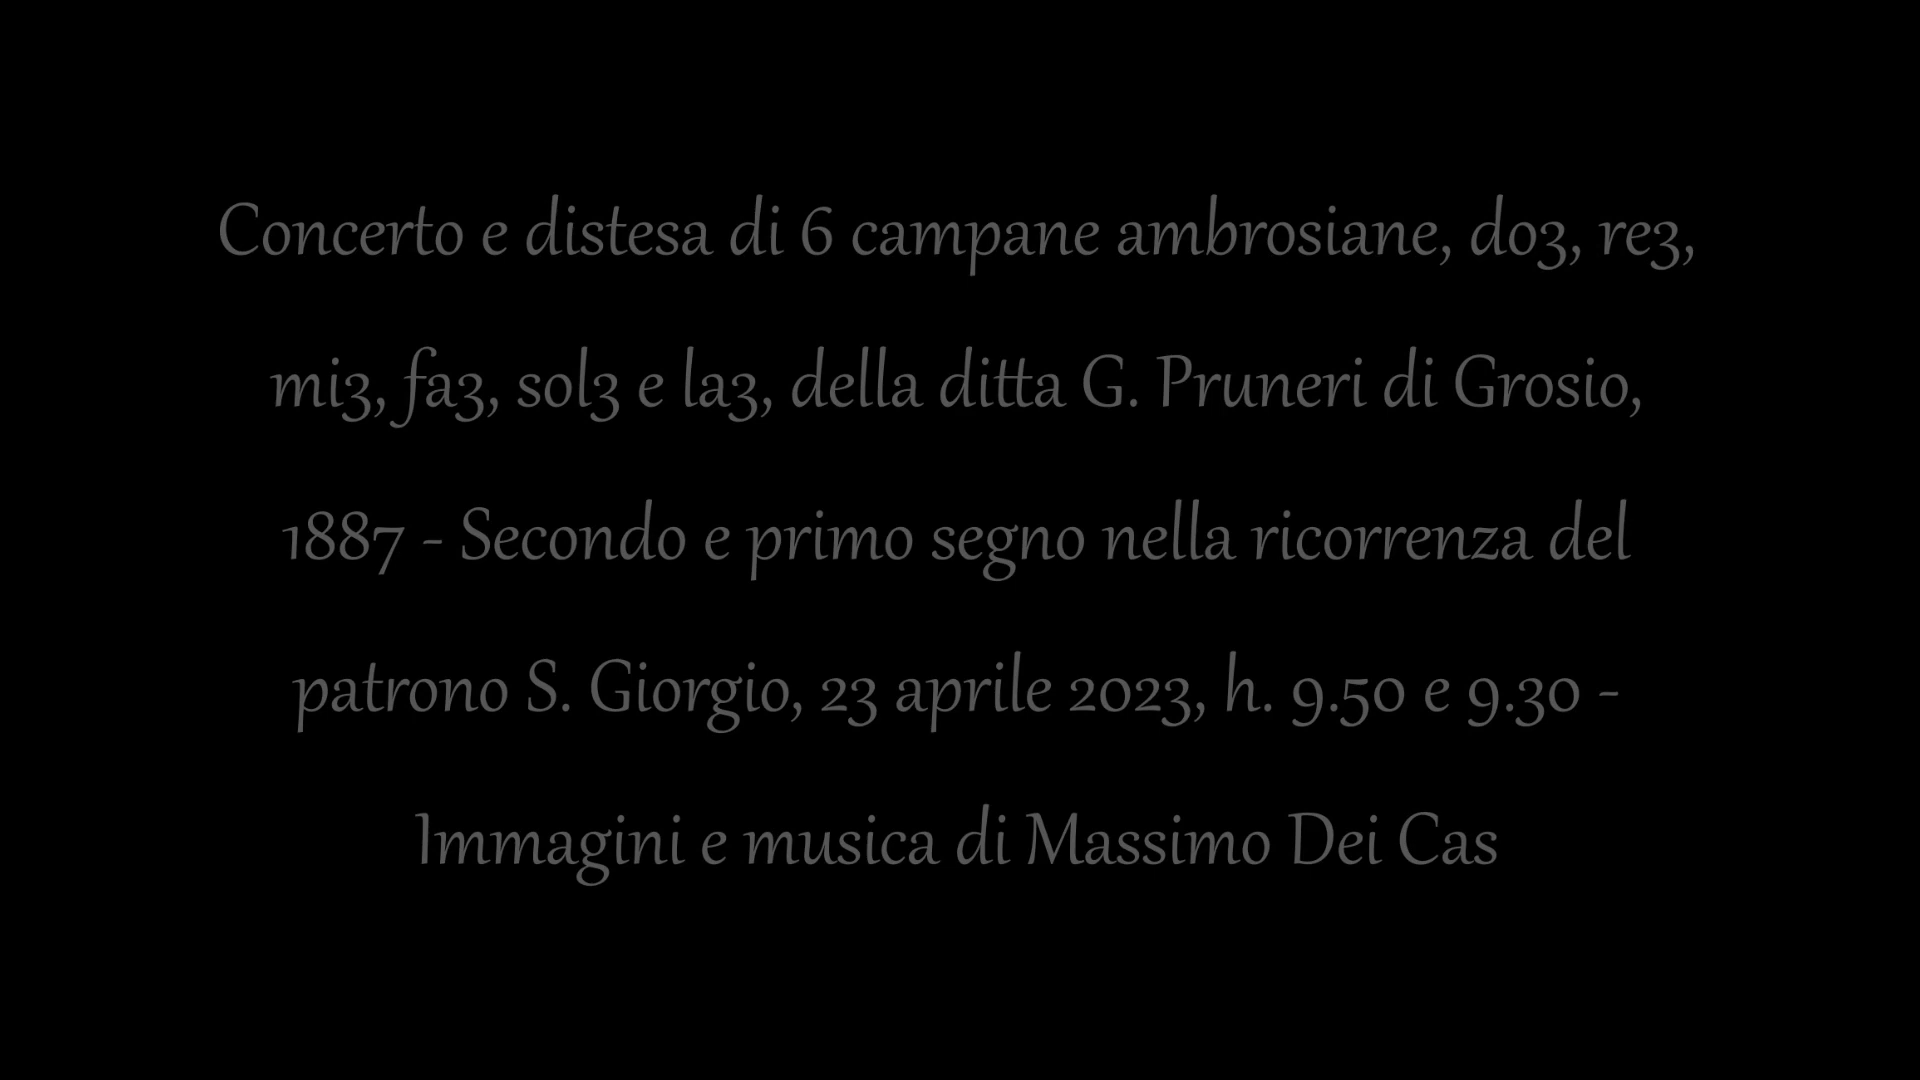 Concerto e distesa di 6 campane ambrosiane, do3, re3,
mi3, fa3, sol3 e la3, della ditta G. Pruneri di Grosio,
1887 - Secondo e primo segno nella ricorrenza del
patrono S. Giorgio, 23 aprile 2023, h. 9.50 e 9.30 -
Immagini e musica di Massimo Dei Cas